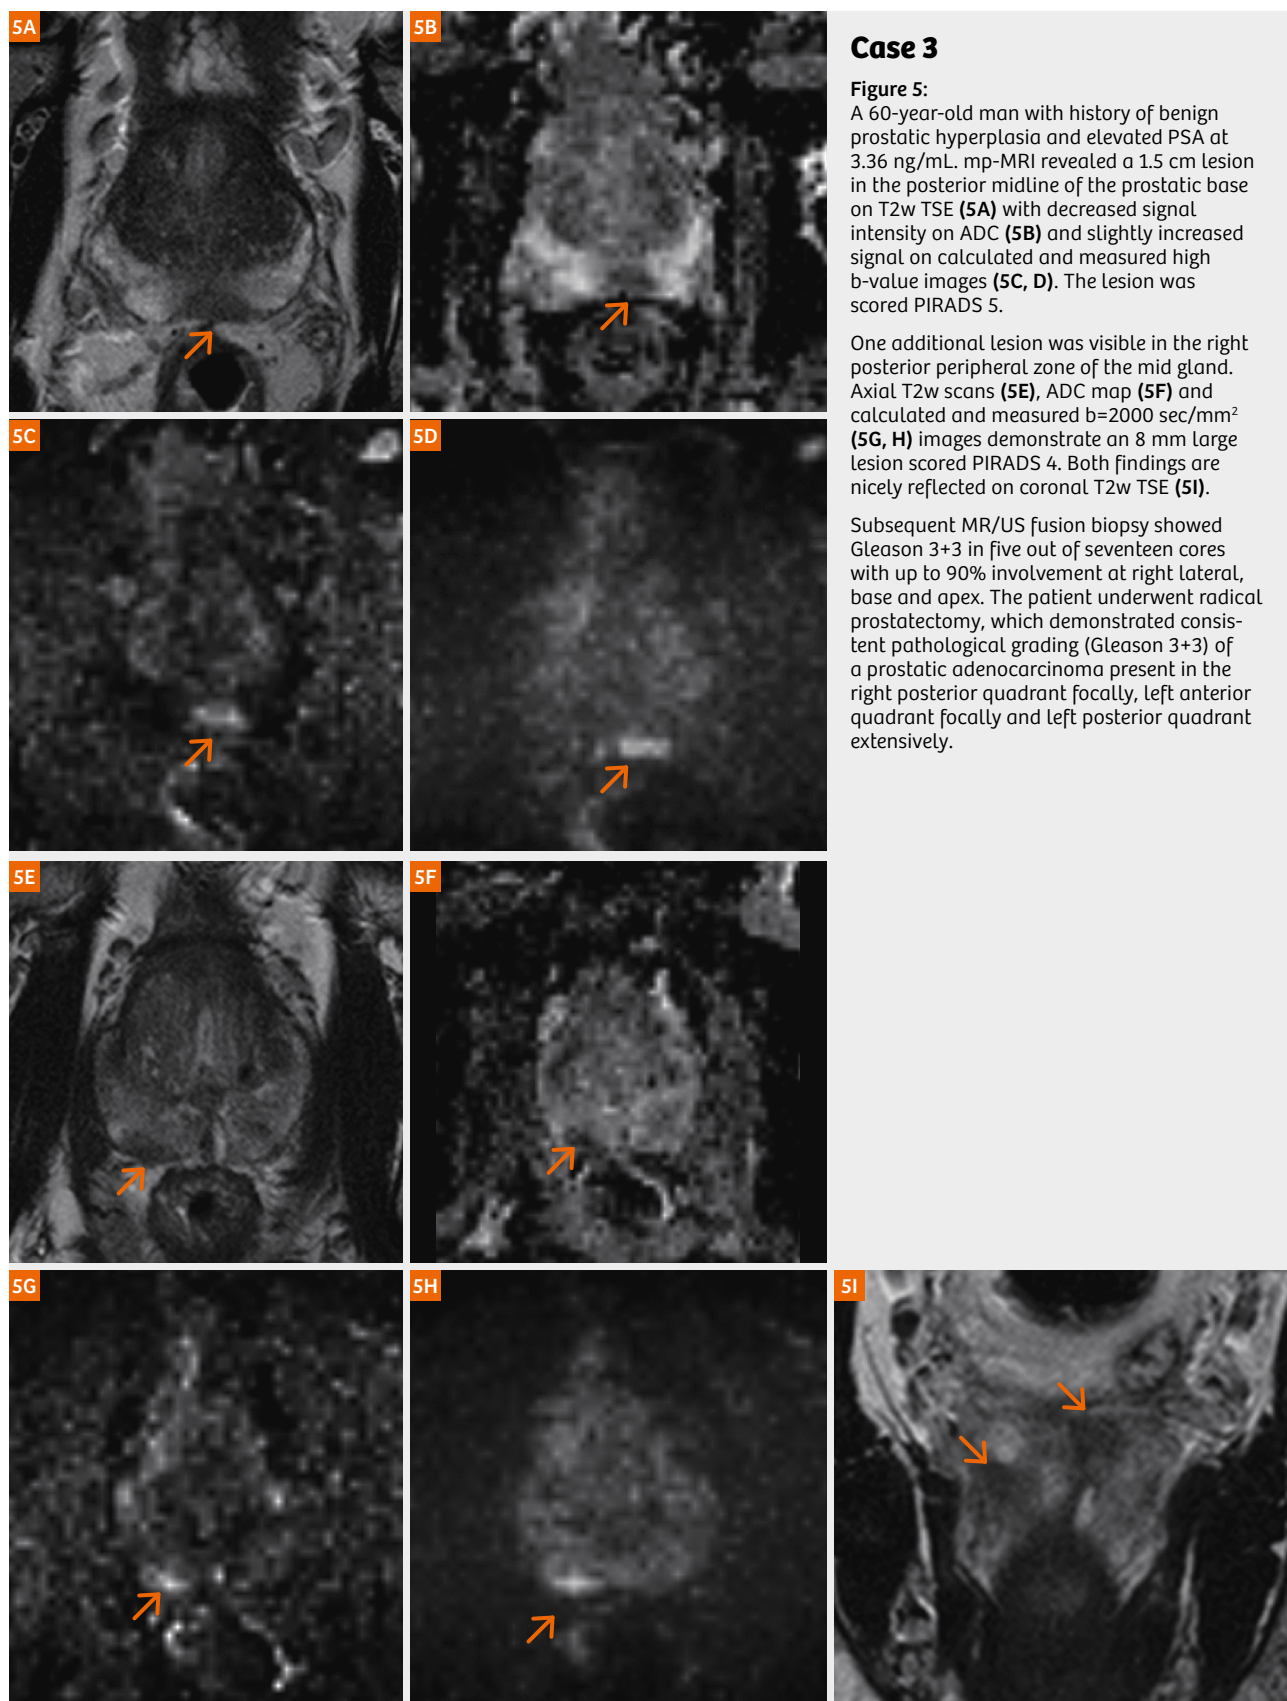 5A
5B
Case 3
Figure 5:
A 60-year-old man with history of benign
prostatic hyperplasia and elevated PSA at
3.36 ng/mL. mp-MRI revealed a 1.5 cm lesion
in the posterior midline of the prostatic base
on T2w TSE (5A) with decreased signal
intensity on ADC (5B) and slightly increased
signal on calculated and measured high
b-value images (5C, D). The lesion was
scored PIRADS 5.
One additional lesion was visible in the right
posterior peripheral zone of the mid gland.
Axial T2w scans (5E), ADC map (5F) and
calculated and measured b=2000 sec/mm²
(5G, H) images demonstrate an 8 mm large
lesion scored PIRADS 4. Both findings are
nicely reflected on coronal T2w TSE (5I).
Subsequent MR/US fusion biopsy showed
Gleason 3+3 in five out of seventeen cores
with up to 90% involvement at right lateral,
base and apex. The patient underwent radical
prostatectomy, which demonstrated consis-
tent pathological grading (Gleason 3+3) of
a prostatic adenocarcinoma present in the
right posterior quadrant focally, left anterior
quadrant focally and left posterior quadrant
extensively.
5C
5D
5E
5F
5G
5H
5I